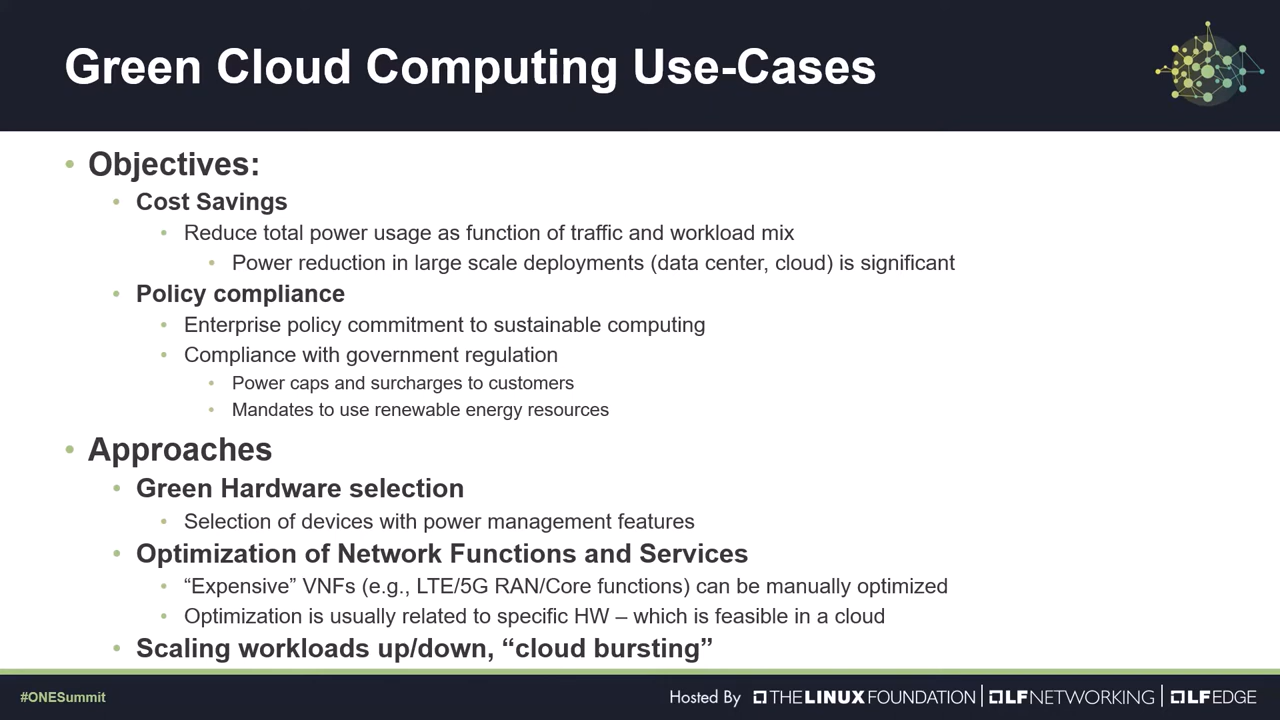 Green Cloud Computing Use-Cases
• Objectives:
• Cost Savings
• Reduce total power usage as function of traffic and workload mix
• Power reduction in large scale deployments (data center, cloud) is significant
• Policy compliance
• Enterprise policy commitment to sustainable computing
• Compliance with government regulation
• Power caps and surcharges to customers
• Mandates to use renewable energy resources
• Approaches
• Green Hardware selection
• Selection of devices with power management features
• Optimization of Network Functions and Services
• “Expensive” VNFs (e.g., LTE/5G RAN/Core functions) can be manually optimized
• Optimization is usually related to specific HW – which is feasible in a cloud
• Scaling workloads up/down, “cloud bursting”
#ONESummit
Hosted By THE LINUX FOUNDATION | LF NETWORKING | LF EDGE